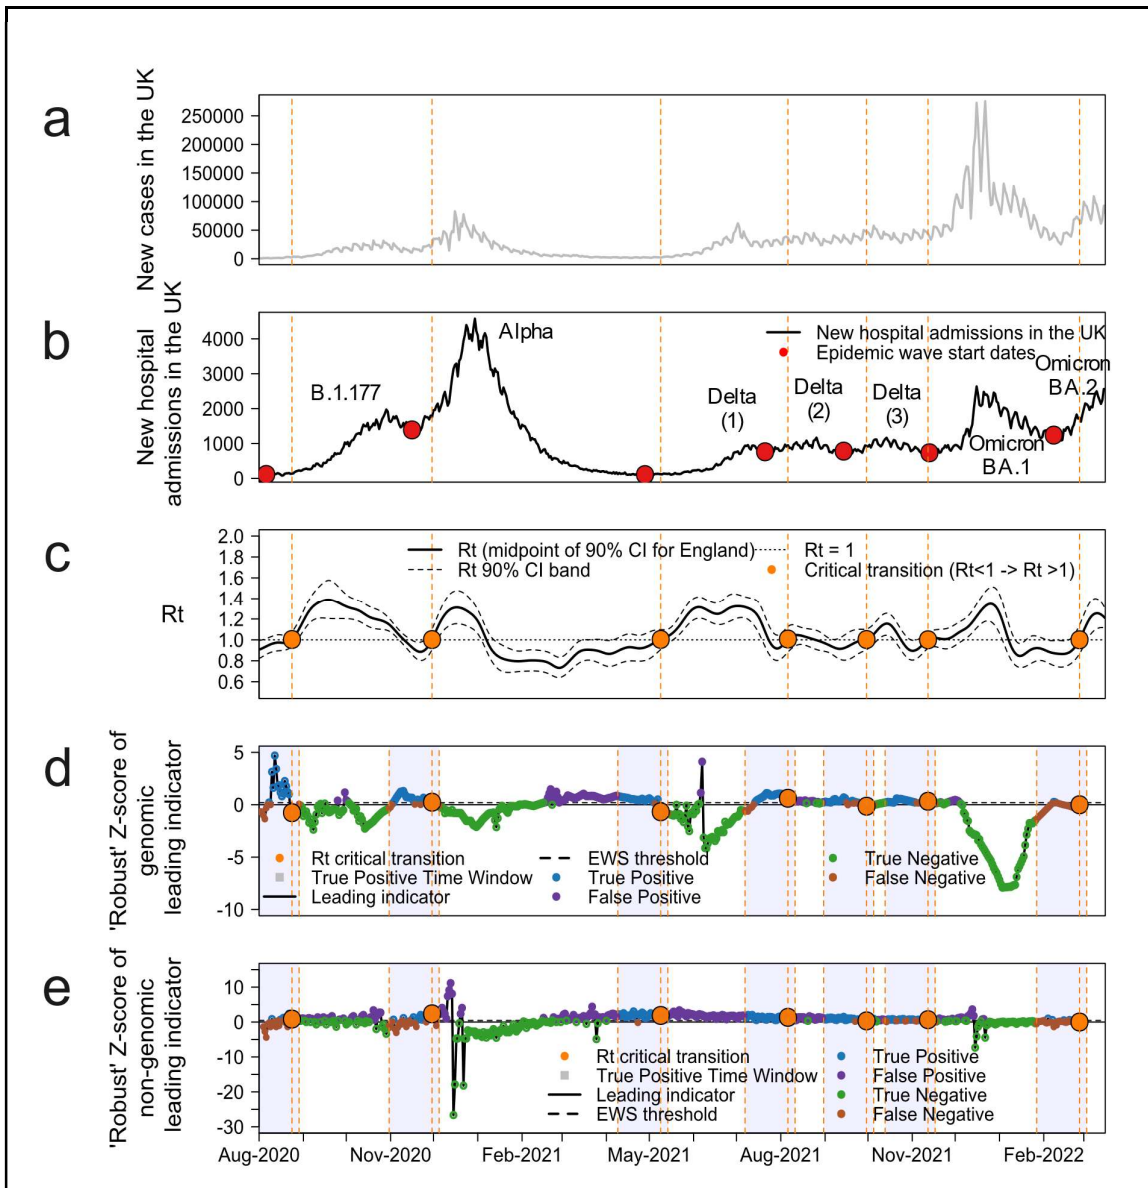 a
New cases in the UK
250000
200000
150000
100000
50000
0
b
New hospital
admissions in the UK
4000
3000
2000
1000
0
New hospital admissions in the UK
Epidemic wave start dates
B.1.177
Alpha
Delta
(1)
Delta
(2)
Delta
(3)
Omicron
BA.1
Omicron
BA.2
c
Rt
2.0
1.8
1.6
1.4
1.2
1.0
0.8
0.6
Rt (midpoint of 90% CI for England)
Rt 90% CI band
Rt = 1
Critical transition (Rt<1 -> Rt >1)
d
'Robust' Z-score of
genomic
leading indicator
5
0
-5
-10
Rt critical transition
True Positive Time Window
Leading indicator
EWS threshold
True Positive
False Positive
True Negative
False Negative
e
'Robust' Z-score of
non-genomic
leading indicator
10
0
-10
-20
-30
Rt critical transition
True Positive Time Window
Leading indicator
EWS threshold
True Positive
False Positive
True Negative
False Negative
Aug-2020 Nov-2020 Feb-2021 May-2021 Aug-2021 Nov-2021 Feb-2022